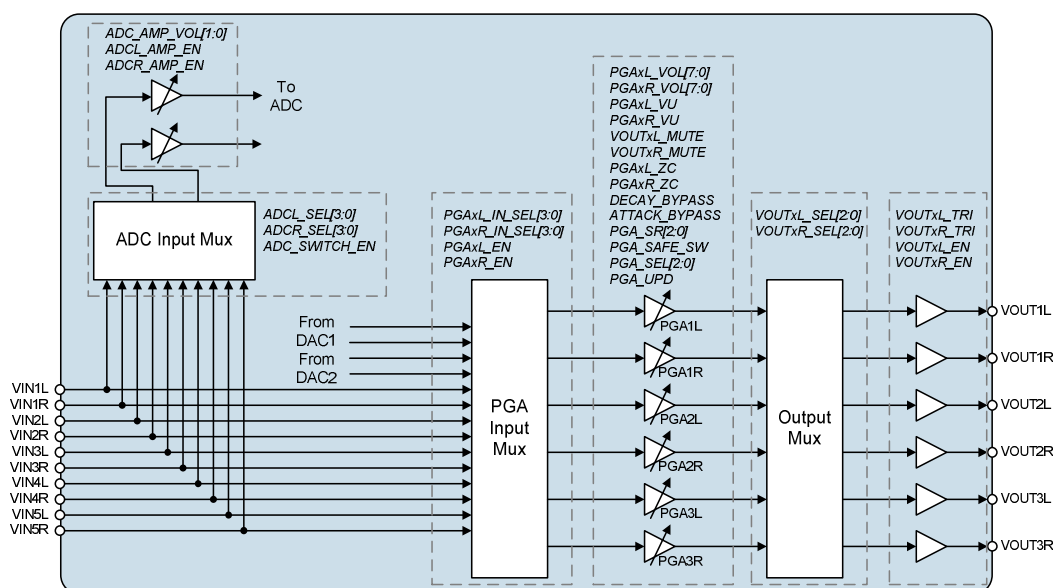 ADC_AMP_VOL[1:0]
ADCL_AMP_EN
ADCR_AMP_EN
To
ADC
ADC Input Mux
ADCL_SEL[3:0]
ADCR_SEL[3:0]
ADC_SWITCH_EN
PGAxL_IN_SEL[3:0]
PGAxR_IN_SEL[3:0]
PGAxL_EN
PGAxR_EN
PGAxL_VOL[7:0]
PGAxR_VOL[7:0]
PGAxL_VU
PGAxR_VU
VOUTxL_MUTE
VOUTxR_MUTE
PGAxL_ZC
PGAxR_ZC
DECAY_BYPASS
ATTACK_BYPASS
PGA_SR[2:0]
PGA_SAFE_SW
PGA_SEL[2:0]
PGA_UPD
VOUTxL_SEL[2:0]
VOUTxR_SEL[2:0]
VOUTxL_TRI
VOUTxR_TRI
VOUTxL_EN
VOUTxR_EN
From
DAC1
From
DAC2
VIN1L
VIN1R
VIN2L
VIN2R
VIN3L
VIN3R
VIN4L
VIN4R
VIN5L
VIN5R
PGA
Input
Mux
PGA1L
PGA1R
PGA2L
PGA2R
PGA3L
PGA3R
Output
Mux
VOUT1L
VOUT1R
VOUT2L
VOUT2R
VOUT3L
VOUT3R